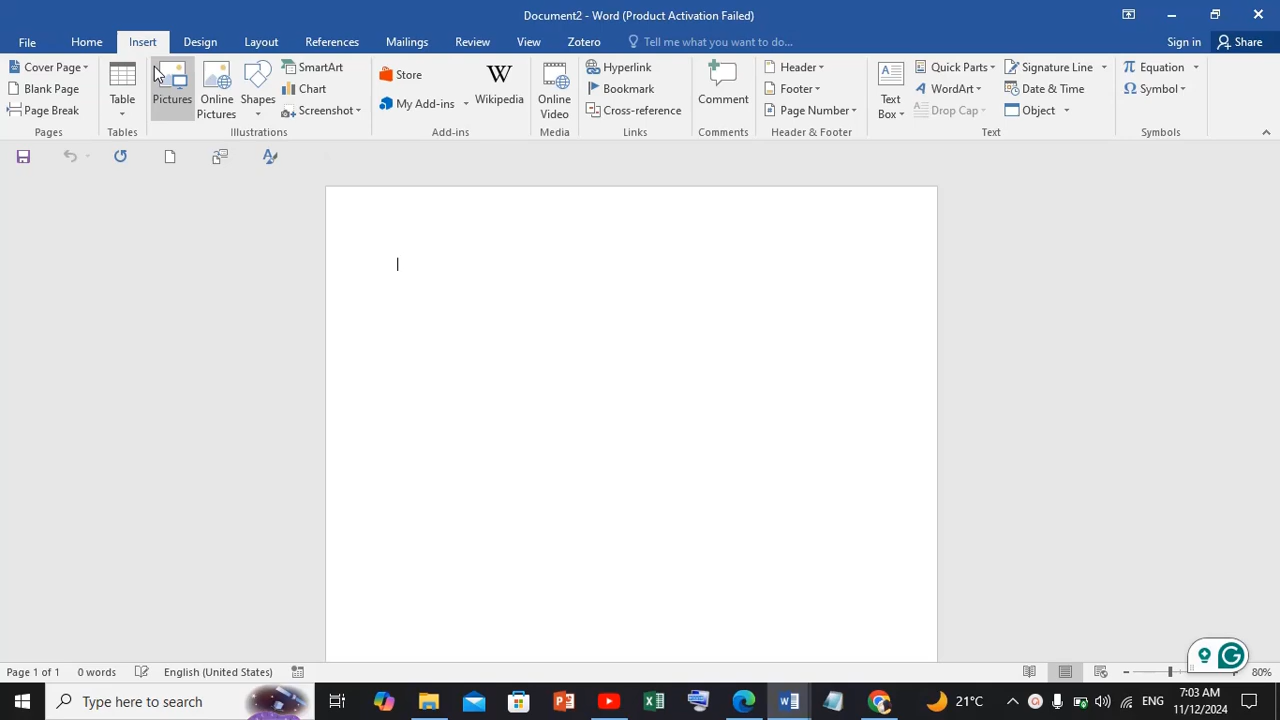 Document2 - Word (Product Activation Failed)
File Home Insert Design Layout References Mailings Review View Zotero Tell me what you want to do... Sign in Share
Cover Page
Blank Page
Page Break
Pages
Table
Tables
Pictures
Online Pictures
Shapes
SmartArt
Chart
Screenshot
Illustrations
Store
My Add-ins
W
Wikipedia
Add-ins
Online Video
Media
Hyperlink
Bookmark
Cross-reference
Links
Comment
Comments
Header
Footer
Page Number
Header & Footer
Text Box
Quick Parts
WordArt
Drop Cap
Signature Line
Date & Time
Object
Text
Equation
Symbol
Symbols
Page 1 of 1 0 words English (United States) 80%
Type here to search 21°C ENG 7:03 AM
11/12/2024